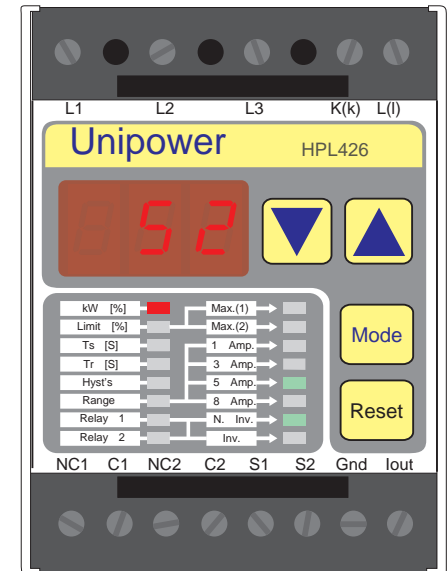 L1 L2 L3 K(k) L(l)
Unipower HPL426
52
kW [%] Max.(1)
Limit [%] Max.(2)
Ts [S] 1 Amp.
Tr [S] 3 Amp.
Hyst's 5 Amp.
Range 8 Amp.
Relay 1 N. Inv.
Relay 2 Inv.
Mode
Reset
NC1 C1 NC2 C2 S1 S2 Gnd Iout